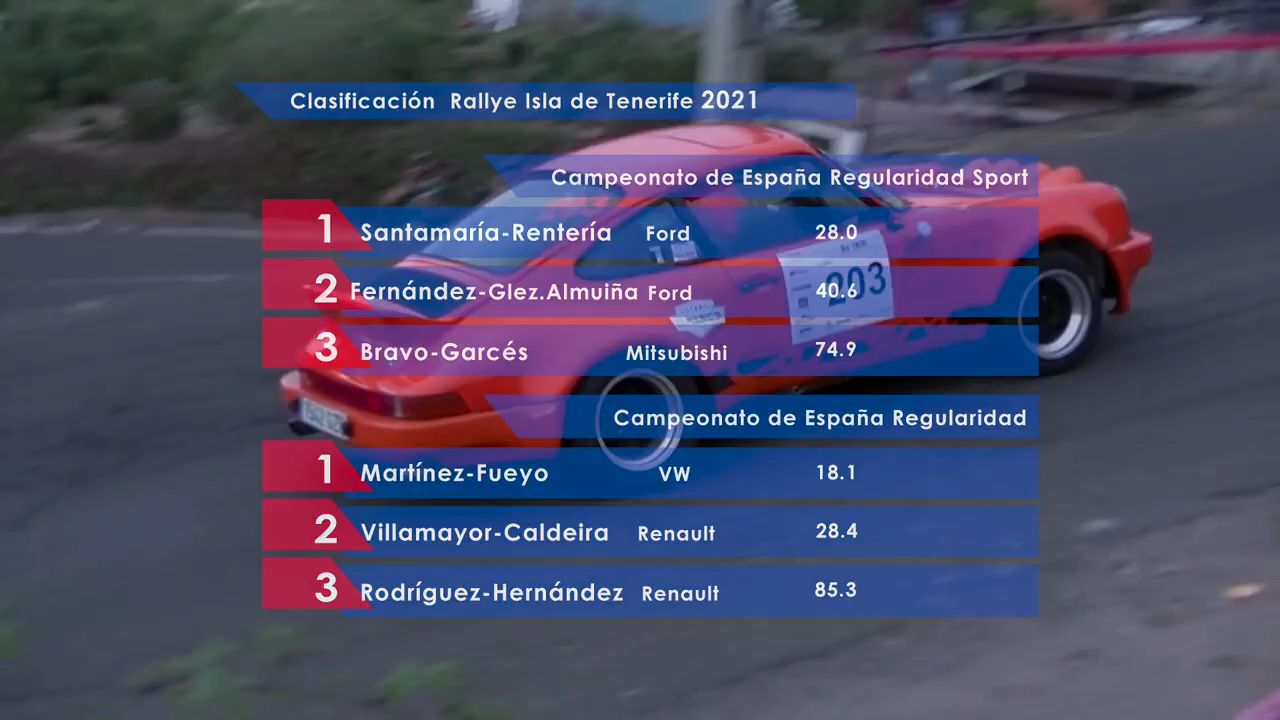 Clasificación Rallye Isla de Tenerife 2021
Campeonato de España Regularidad Sport
1 Santamaría-Rentería Ford 28.0
2 Fernández-Glez.Almuiña Ford 40.6
3 Bravo-Garcés Mitsubishi 74.9
203
Campeonato de España Regularidad
1 Martínez-Fueyo VW 18.1
2 Villamayor-Caldeira Renault 28.4
3 Rodríguez-Hernández Renault 85.3